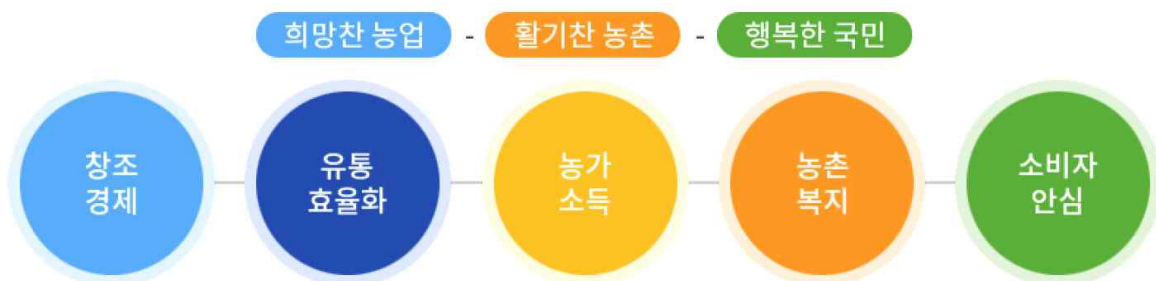 희망찬 농업 - 활기찬 농촌 - 행복한 국민
창조
경제
유통
효율화
농가
소득
농촌
복지
소비자
안심